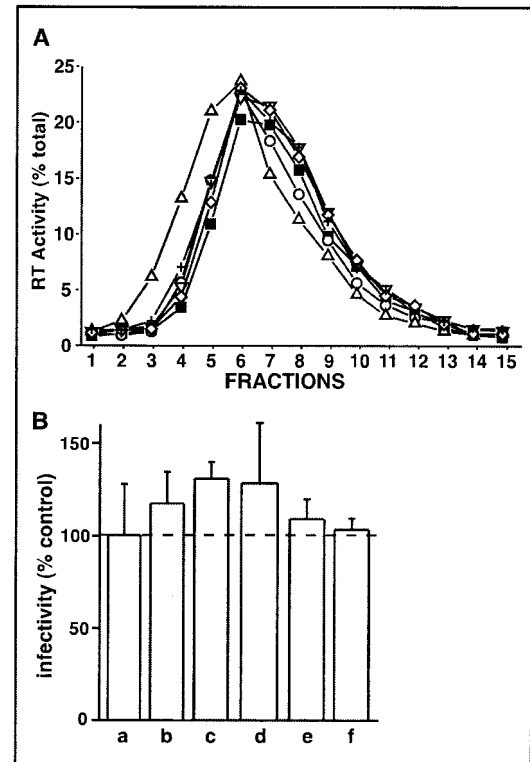 A
RT Activity (% total)
25
20
15
10
5
0
1 2 3 4 5 6 7 8 9 10 11 12 13 14 15
FRACTIONS
B
infectivity (% control)
150
100
50
0
a b c d e f